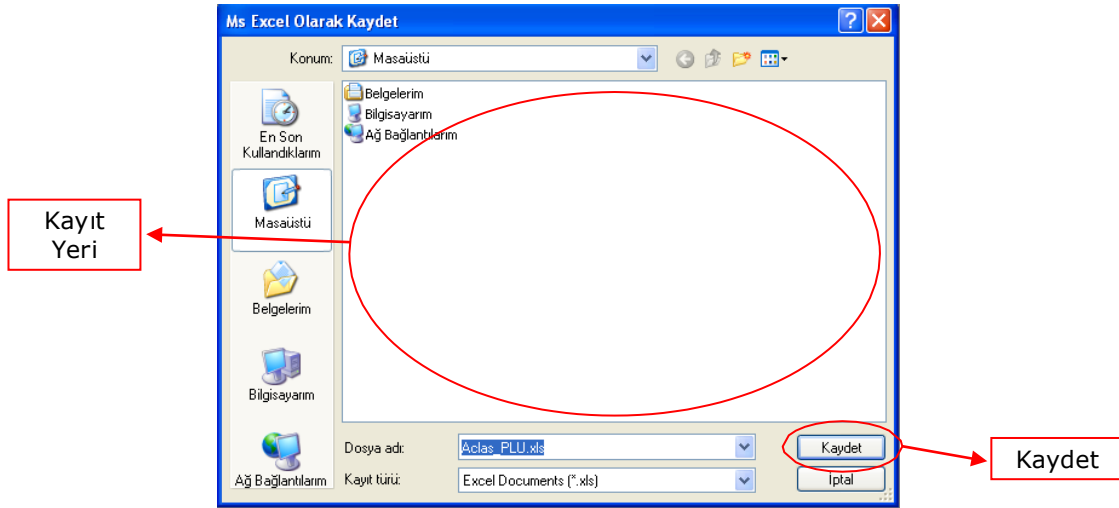 Ms Excel Olarak Kaydet
Konum:
Masaüstü
Belgelerim
Bilgisayarım
Ağ Bağlantılarım
En Son
Kullandıklarım
Masaüstü
Belgelerim
Bilgisayarım
Ağ Bağlantılarım
Kayıt
Yeri
Dosya adı:
Aclas_PLU.xls
Kaydet
Kayıt türü:
Excel Documents (*.xls)
İptal
Kaydet